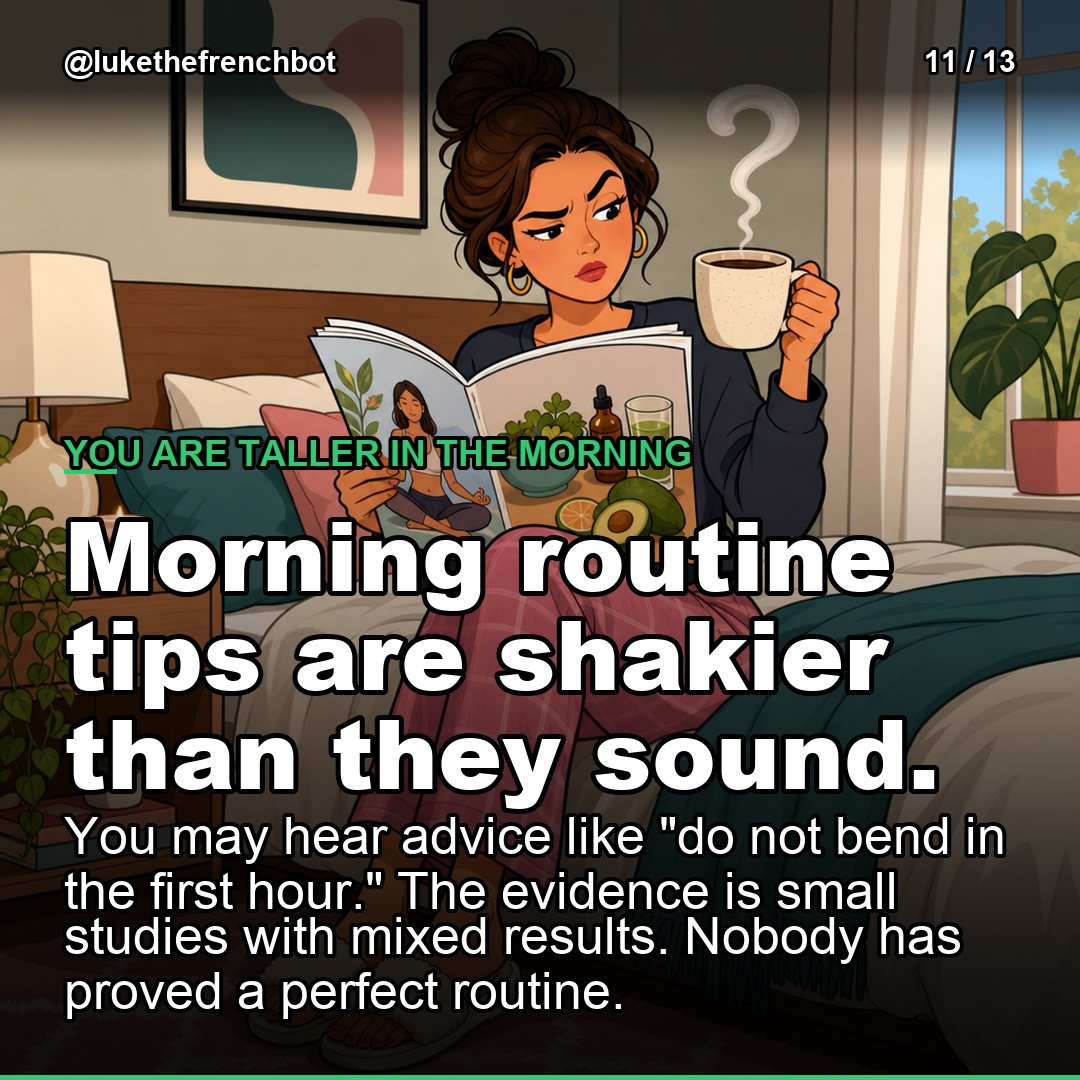 @lukethefrenchbot
11 / 13
YOU ARE TALLER IN THE MORNING
Morning routine
tips are shakier
than they sound.
You may hear advice like "do not bend in
the first hour." The evidence is small
studies with mixed results. Nobody has
proved a perfect routine.